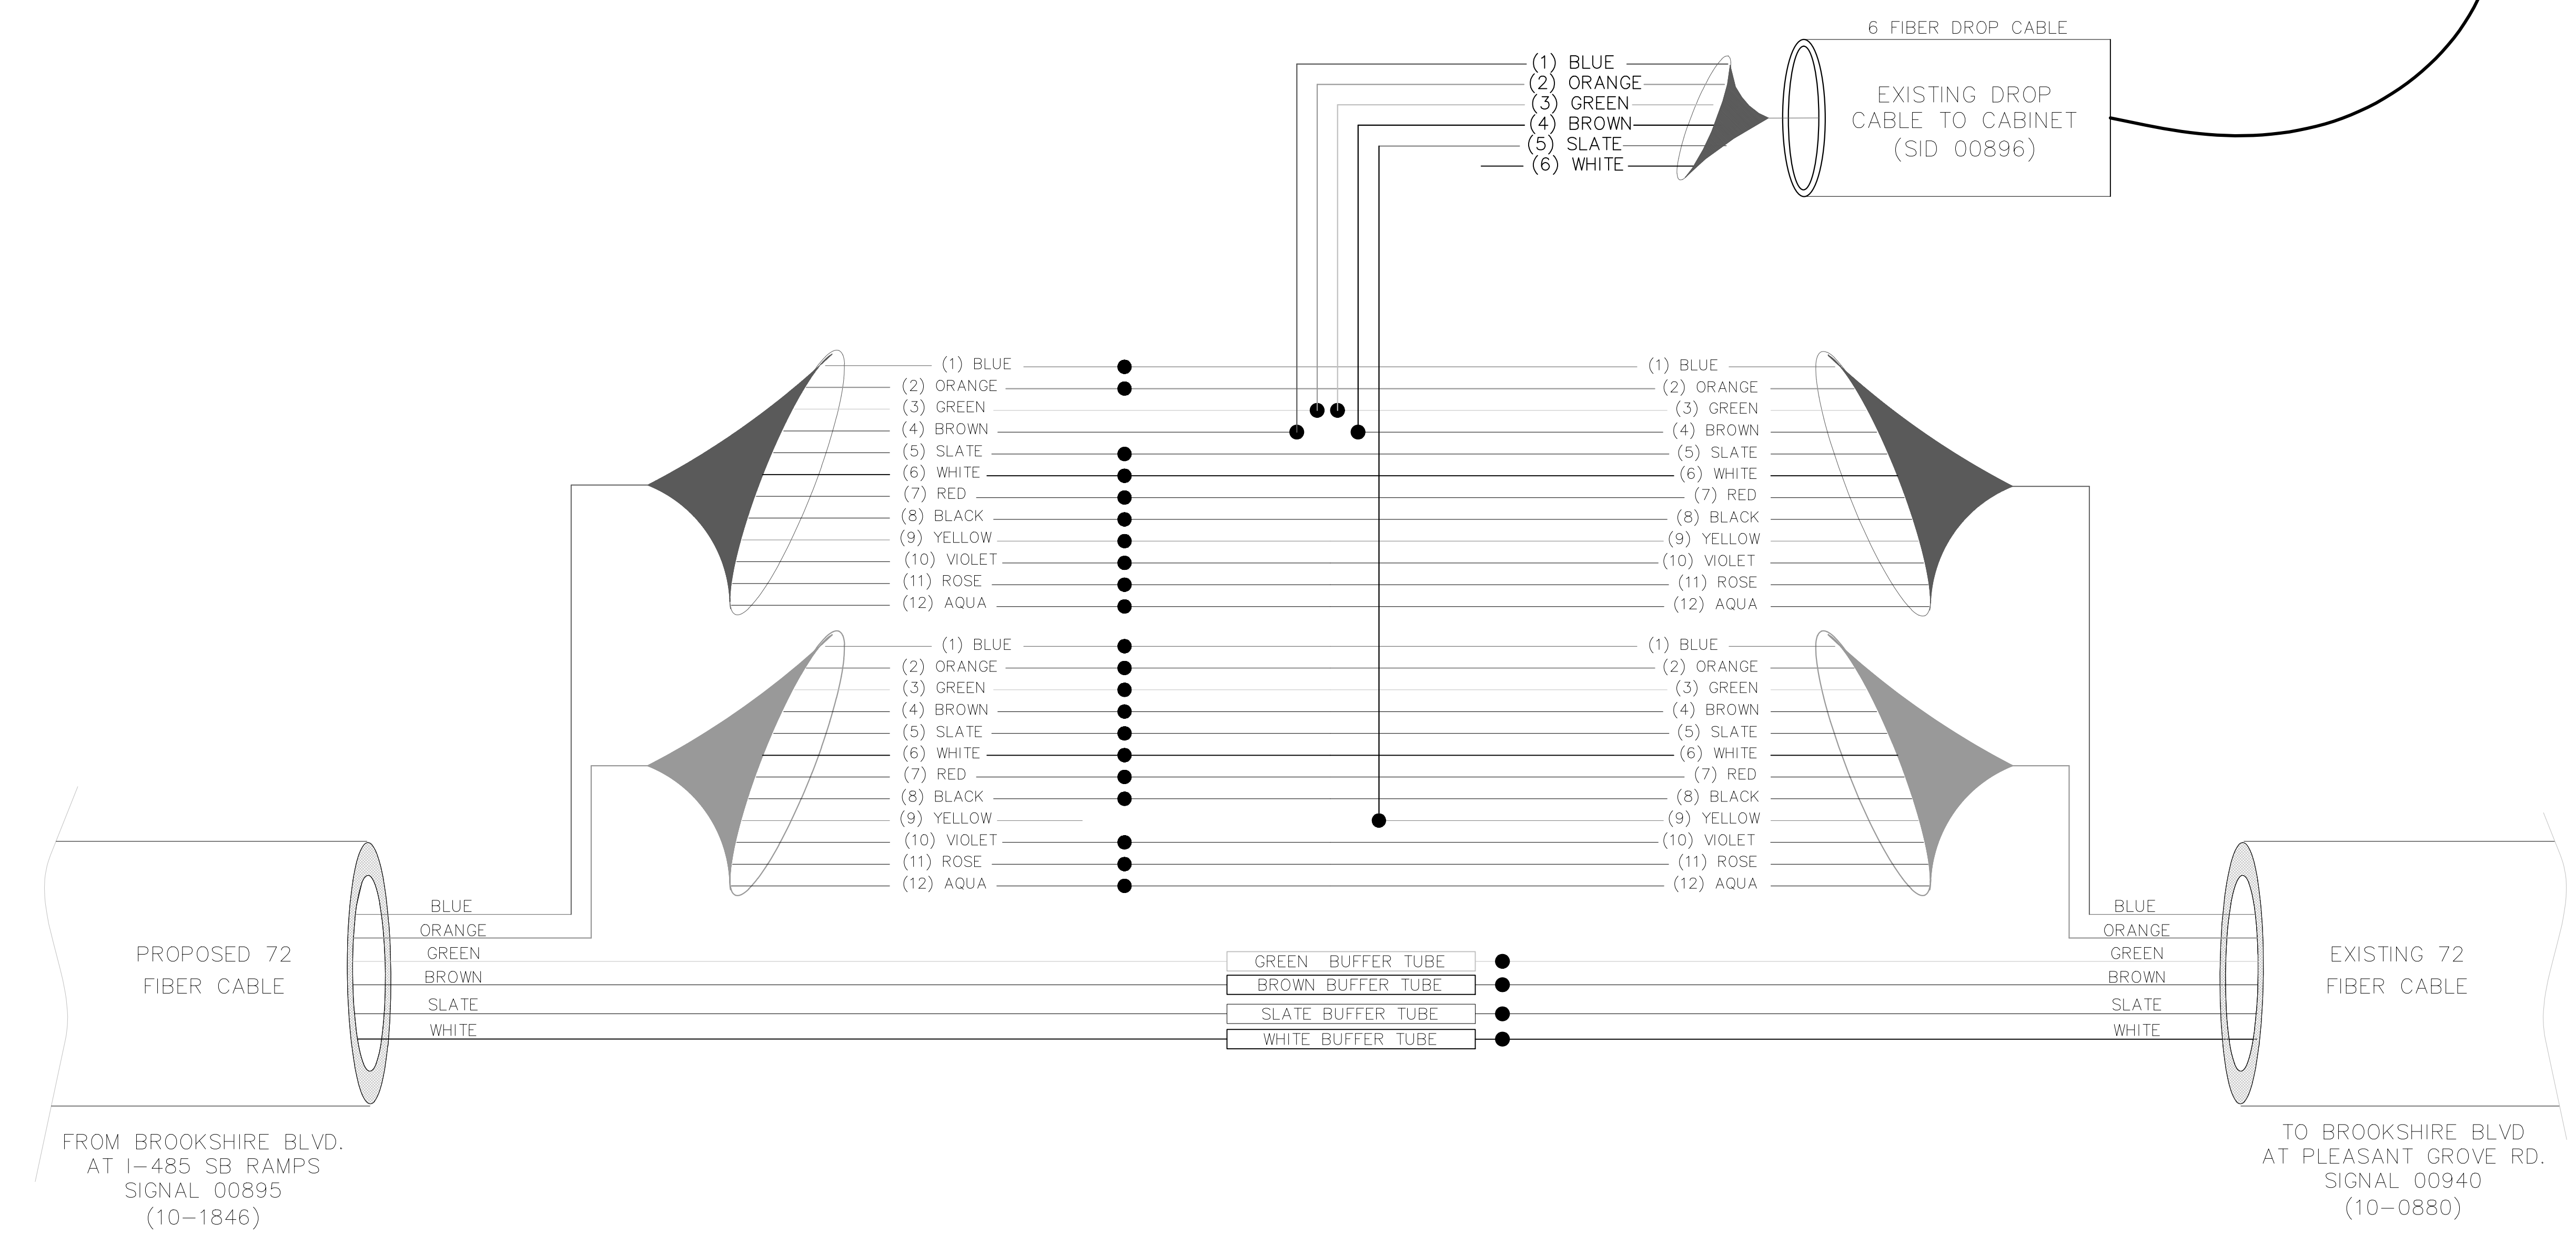 6 FIBER DROP CABLE
(1) BLUE
(2) ORANGE
(3) GREEN
(4) BROWN
(5) SLATE
(6) WHITE
EXISTING DROP
CABLE TO CABINET
(SID 00896)
(1) BLUE
(2) ORANGE
(3) GREEN
(4) BROWN
(5) SLATE
(6) WHITE
(7) RED
(8) BLACK
(9) YELLOW
(10) VIOLET
(11) ROSE
(12) AQUA
(1) BLUE
(2) ORANGE
(3) GREEN
(4) BROWN
(5) SLATE
(6) WHITE
(7) RED
(8) BLACK
(9) YELLOW
(10) VIOLET
(11) ROSE
(12) AQUA
(1) BLUE
(2) ORANGE
(3) GREEN
(4) BROWN
(5) SLATE
(6) WHITE
(7) RED
(8) BLACK
(9) YELLOW
(10) VIOLET
(11) ROSE
(12) AQUA
(1) BLUE
(2) ORANGE
(3) GREEN
(4) BROWN
(5) SLATE
(6) WHITE
(7) RED
(8) BLACK
(9) YELLOW
(10) VIOLET
(11) ROSE
(12) AQUA
PROPOSED 72
FIBER CABLE
BLUE
ORANGE
GREEN
BROWN
SLATE
WHITE
GREEN BUFFER TUBE
BROWN BUFFER TUBE
SLATE BUFFER TUBE
WHITE BUFFER TUBE
BLUE
ORANGE
GREEN
BROWN
SLATE
WHITE
EXISTING 72
FIBER CABLE
FROM BROOKSHIRE BLVD.
AT I-485 SB RAMPS
SIGNAL 00895
(10-1846)
TO BROOKSHIRE BLVD
AT PLEASANT GROVE RD.
SIGNAL 00940
(10-0880)